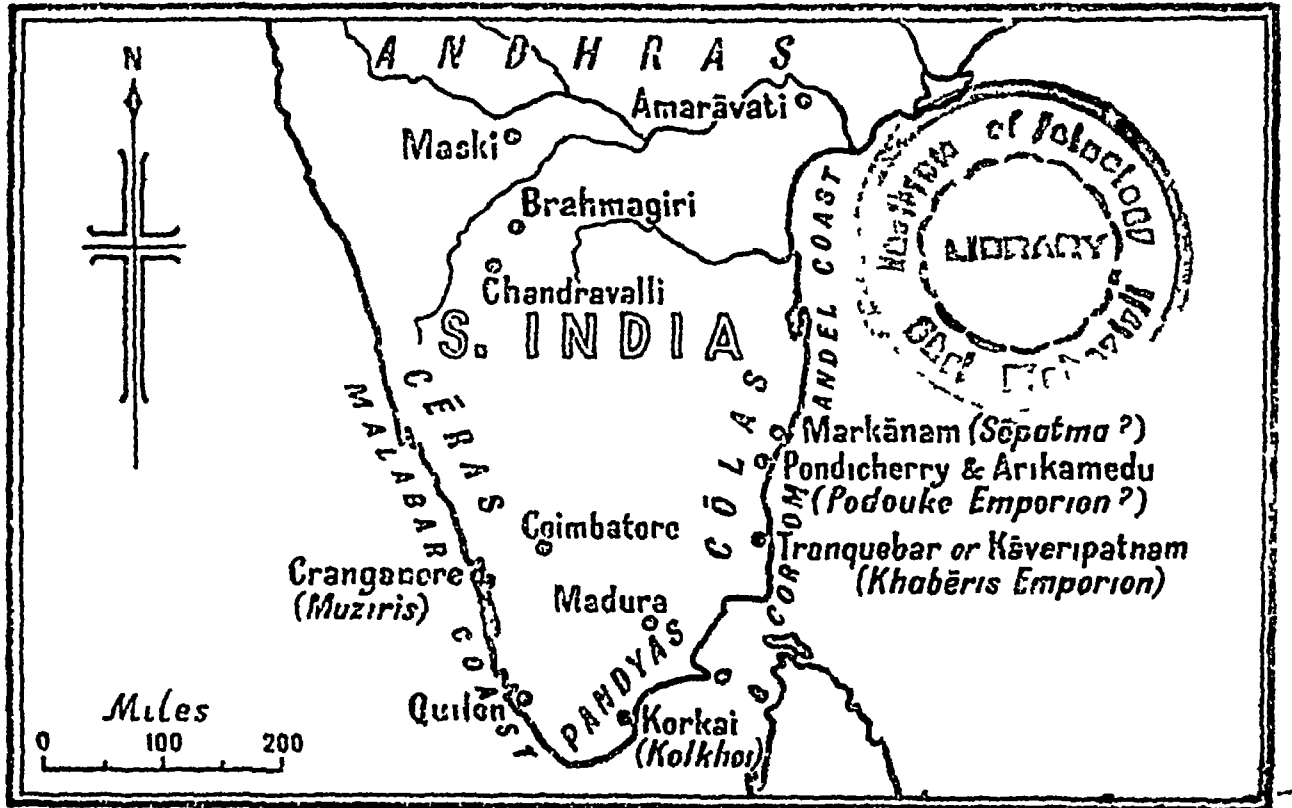 N
ANDHRAS
Amarāvati
Maski
Brahmagiri
Chandravalli
S. INDIA
LIBRARY
of
CĒRAS
MALABAR COAST
CŌLAS
COROMANDEL COAST
Markānam (Sōpatma?)
Pondicherry & Arikamedu
(Podouke Emporion?)
Coimbatore
Tranquebar or Kāveripatnam
(Khabēris Emporion)
Cranganore
(Muziris)
Madura
PANDYAS
Quilon
Korkai
(Kolkhoi)
Miles
0 100 200